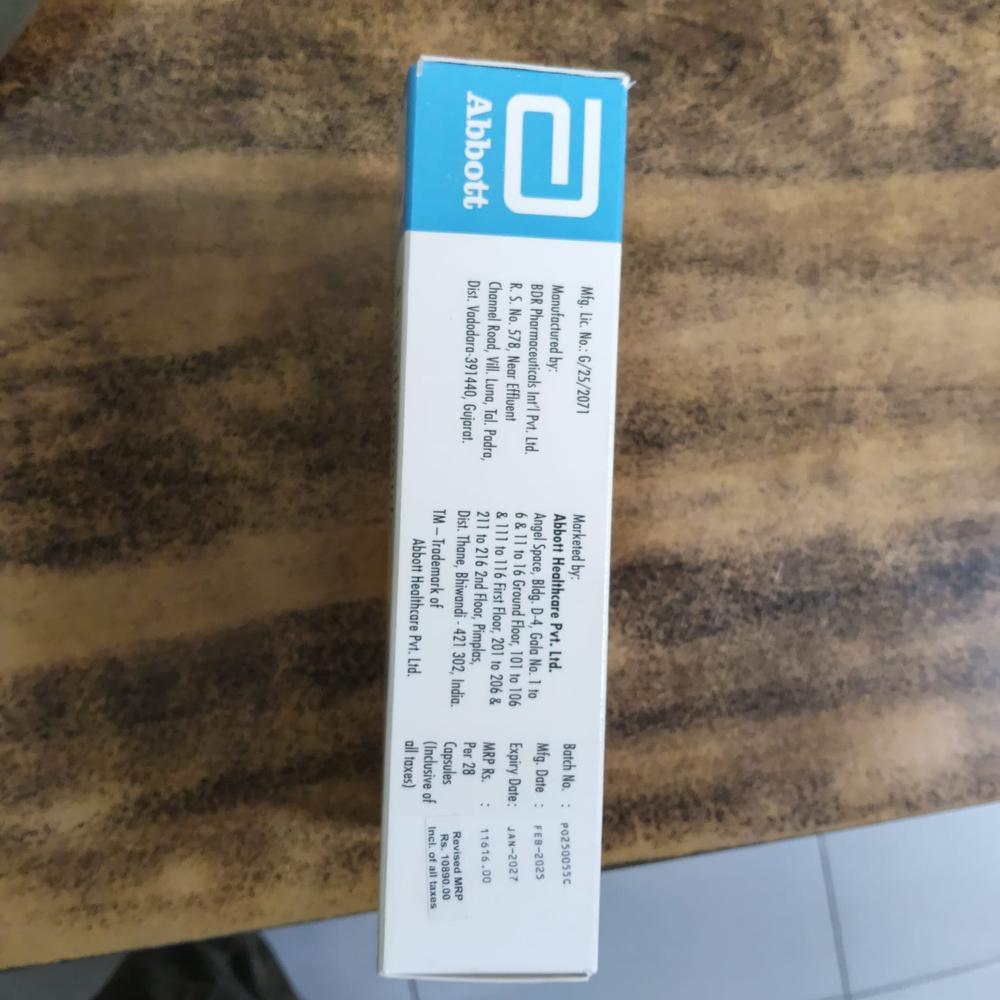 Abbott
Mfg. Lic. No.: G/25/2071
Manufactured by:
BDR Pharmaceuticals Int'l Pvt. Ltd.
R. S. No. 578, Near Effluent
Channel Road, Vill. Luna, Tal. Padra,
Dist. Vadodara-391440, Gujarat.
Marketed by:
Abbott Healthcare Pvt. Ltd.
Angel Space, Bldg. D-4, Gala No. 1 to
6 & 11 to 16 Ground Floor, 101 to 106
& 111 to 116 First Floor, 201 to 206 &
211 to 216 2nd Floor, Pimplas,
Dist. Thane, Bhiwandi - 421 302, India.
TM – Trademark of
Abbott Healthcare Pvt. Ltd.
Batch No. : P0250055C
Mfg. Date : FEB-2025
Expiry Date: JAN-2027
MRP Rs. : 11616.00
Per 28
Capsules
(Inclusive of
all taxes)
Revised MRP
Rs. 10890.00
Incl. of all taxes